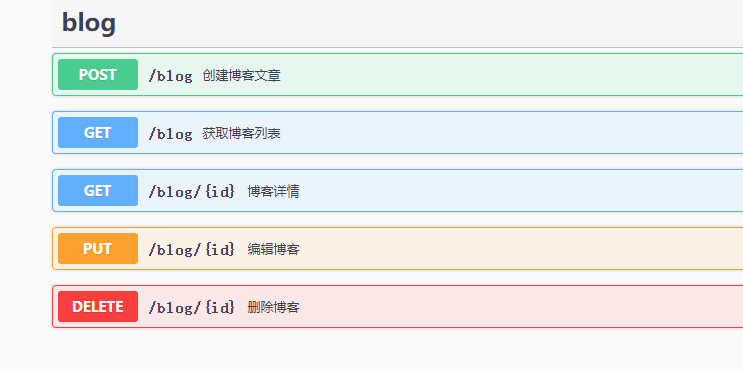 blog
POST /blog 创建博客文章
GET /blog 获取博客列表
GET /blog/{id} 博客详情
PUT /blog/{id} 编辑博客
DELETE /blog/{id} 删除博客